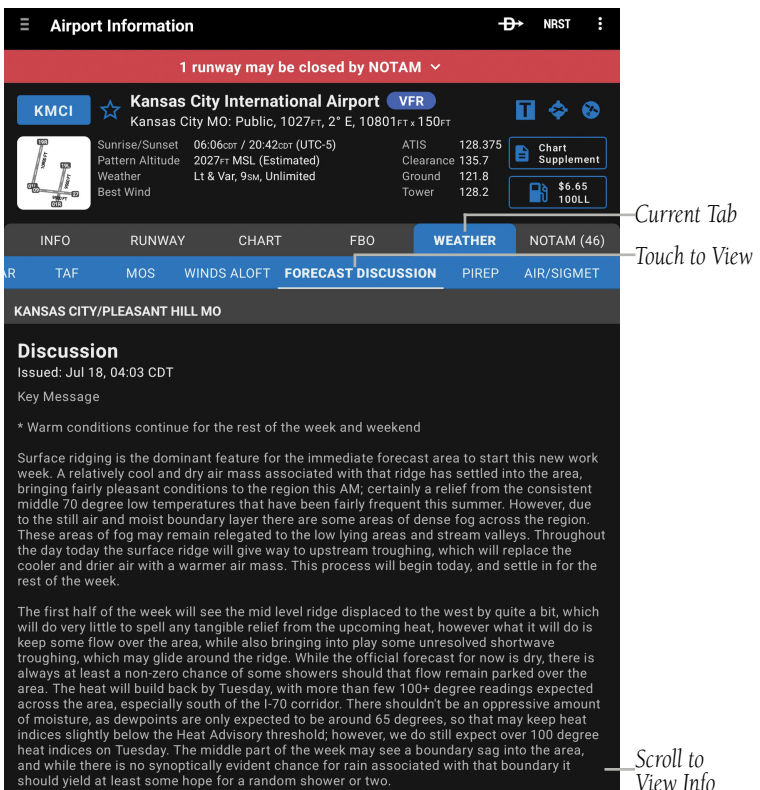 Airport Information
NRST
1 runway may be closed by NOTAM
KMCI
Kansas City International Airport VFR
Kansas City MO: Public, 1027FT, 2° E, 10801FT x 150FT
Sunrise/Sunset 06:06CDT / 20:42CDT (UTC-5) ATIS 128.375
Pattern Altitude 2027FT MSL (Estimated) Clearance 135.7
Weather Lt & Var, 9SM, Unlimited Ground 121.8
Best Wind Tower 128.2
Chart
Supplement
$6.65
100LL
Current Tab
INFO RUNWAY CHART FBO WEATHER NOTAM (46)
Touch to View
AR TAF MOS WINDS ALOFT FORECAST DISCUSSION PIREP AIR/SIGMET
KANSAS CITY/PLEASANT HILL MO
Discussion
Issued: Jul 18, 04:03 CDT
Key Message
* Warm conditions continue for the rest of the week and weekend
Surface ridging is the dominant feature for the immediate forecast area to start this new work
week. A relatively cool and dry air mass associated with that ridge has settled into the area,
bringing fairly pleasant conditions to the region this AM; certainly a relief from the consistent
middle 70 degree low temperatures that have been fairly frequent this summer. However, due
to the still air and moist boundary layer there are some areas of dense fog across the region.
These areas of fog may remain relegated to the low lying areas and stream valleys. Throughout
the day today the surface ridge will give way to upstream troughing, which will replace the
cooler and drier air with a warmer air mass. This process will begin today, and settle in for the
rest of the week.
The first half of the week will see the mid level ridge displaced to the west by quite a bit, which
will do very little to spell any tangible relief from the upcoming heat, however what it will do is
keep some flow over the area, while also bringing into play some unresolved shortwave
troughing, which may glide around the ridge. While the official forecast for now is dry, there is
always at least a non-zero chance of some showers should that flow remain parked over the
area. The heat will build back by Tuesday, with more than few 100+ degree readings expected
across the area, especially south of the I-70 corridor. There shouldn't be an oppressive amount
of moisture, as dewpoints are only expected to be around 65 degrees, so that may keep heat
indices slightly below the Heat Advisory threshold; however, we do still expect over 100 degree
heat indices on Tuesday. The middle part of the week may see a boundary sag into the area,
and while there is no synoptically evident chance for rain associated with that boundary it
should yield at least some hope for a random shower or two.
Scroll to
View Info